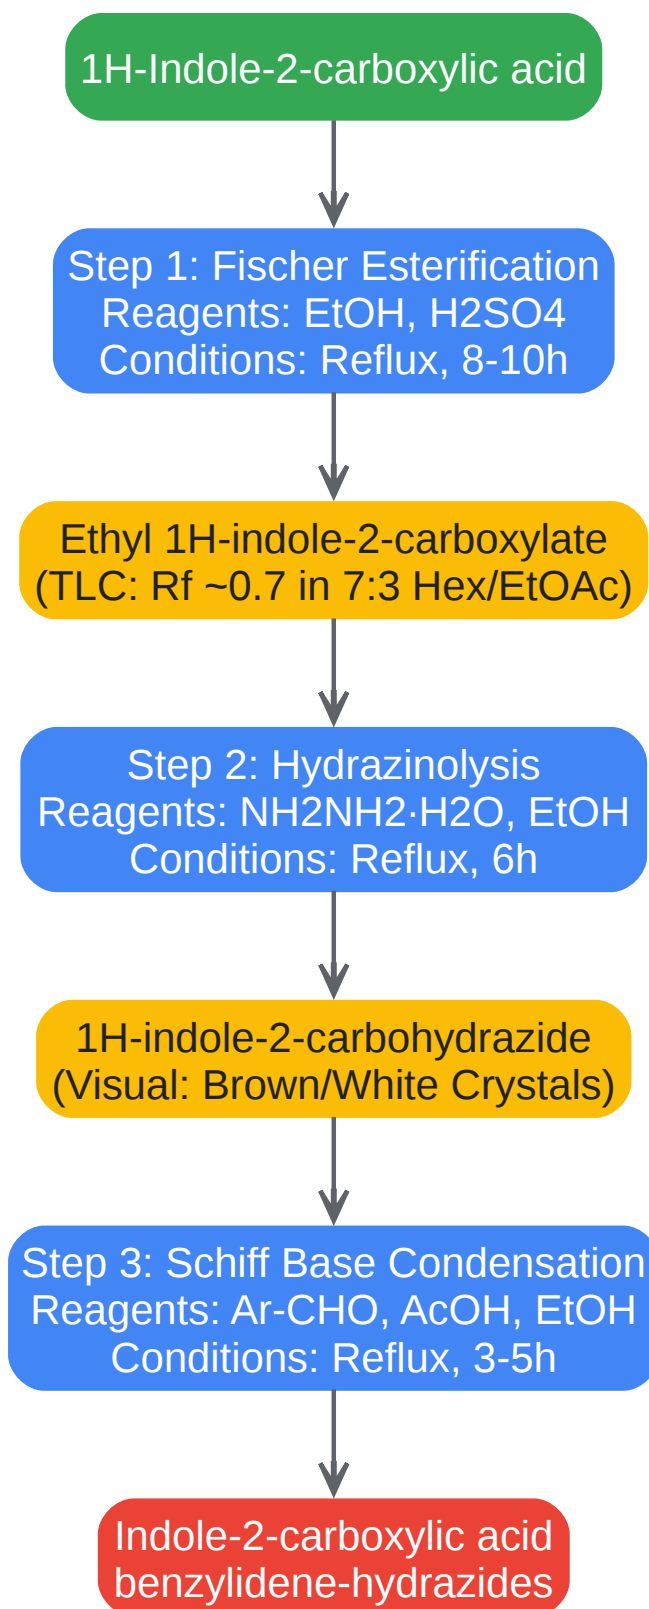 1H-Indole-2-carboxylic acid
Step 1: Fischer Esterification
Reagents: EtOH, H2SO4
Conditions: Reflux, 8-10h
Ethyl 1H-indole-2-carboxylate
(TLC: Rf ~0.7 in 7:3 Hex/EtOAc)
Step 2: Hydrazinolysis
Reagents: NH2NH2·H2O, EtOH
Conditions: Reflux, 6h
1H-indole-2-carbohydrazide
(Visual: Brown/White Crystals)
Step 3: Schiff Base Condensation
Reagents: Ar-CHO, AcOH, EtOH
Conditions: Reflux, 3-5h
Indole-2-carboxylic acid
benzylidene-hydrazides